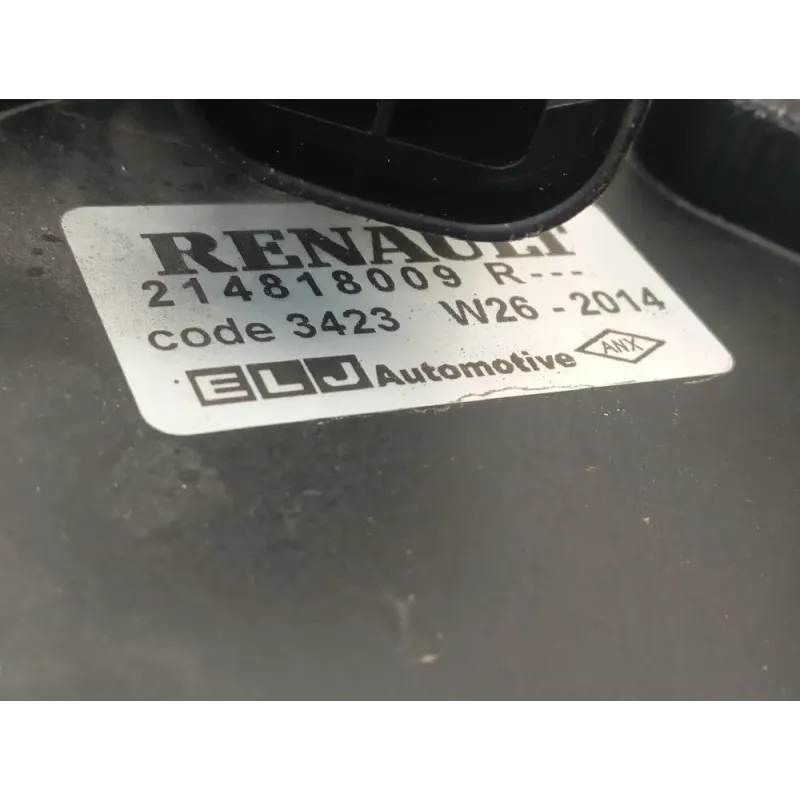 RENAULT
214818009 R---
code 3423 W26-2014
ELJ Automotive ANX